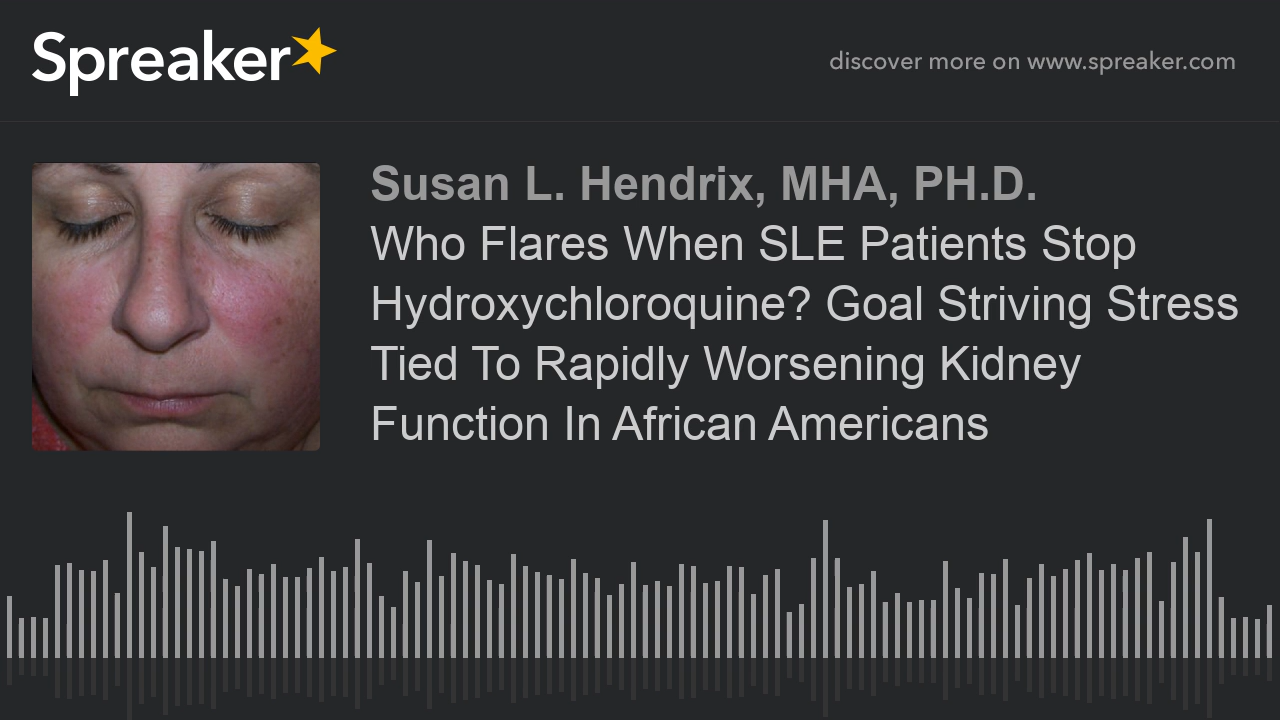 Spreaker
discover more on www.spreaker.com
Susan L. Hendrix, MHA, PH.D.
Who Flares When SLE Patients Stop
Hydroxychloroquine? Goal Striving Stress
Tied To Rapidly Worsening Kidney
Function In African Americans